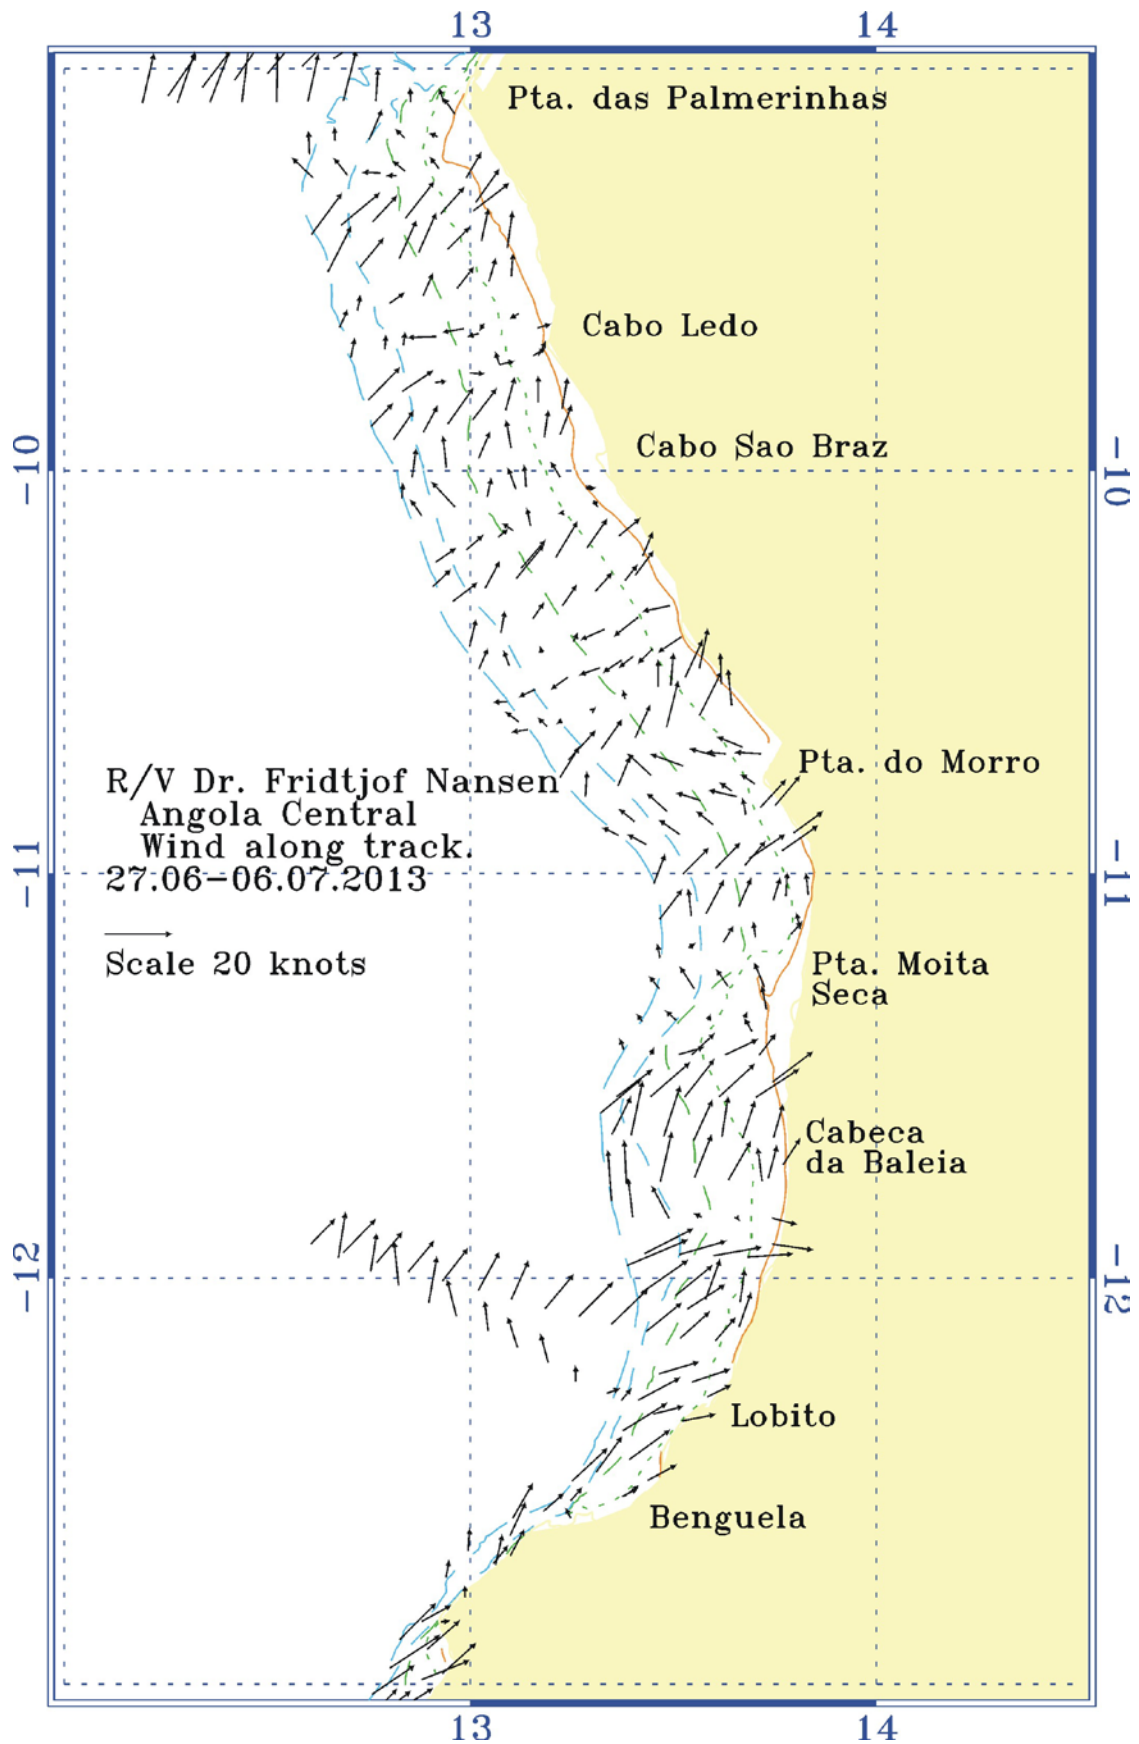 13 14
Pta. das Palmerinhas
Cabo Ledo
Cabo Sao Braz
-10 -10
Pta. do Morro
R/V Dr. Fridtjof Nansen
Angola Central
Wind along track.
27.06-06.07.2013
-11 -11
Scale 20 knots
Pta. Moita
Seca
Cabeca
da Baleia
-12 -12
Lobito
Benguela
13 14